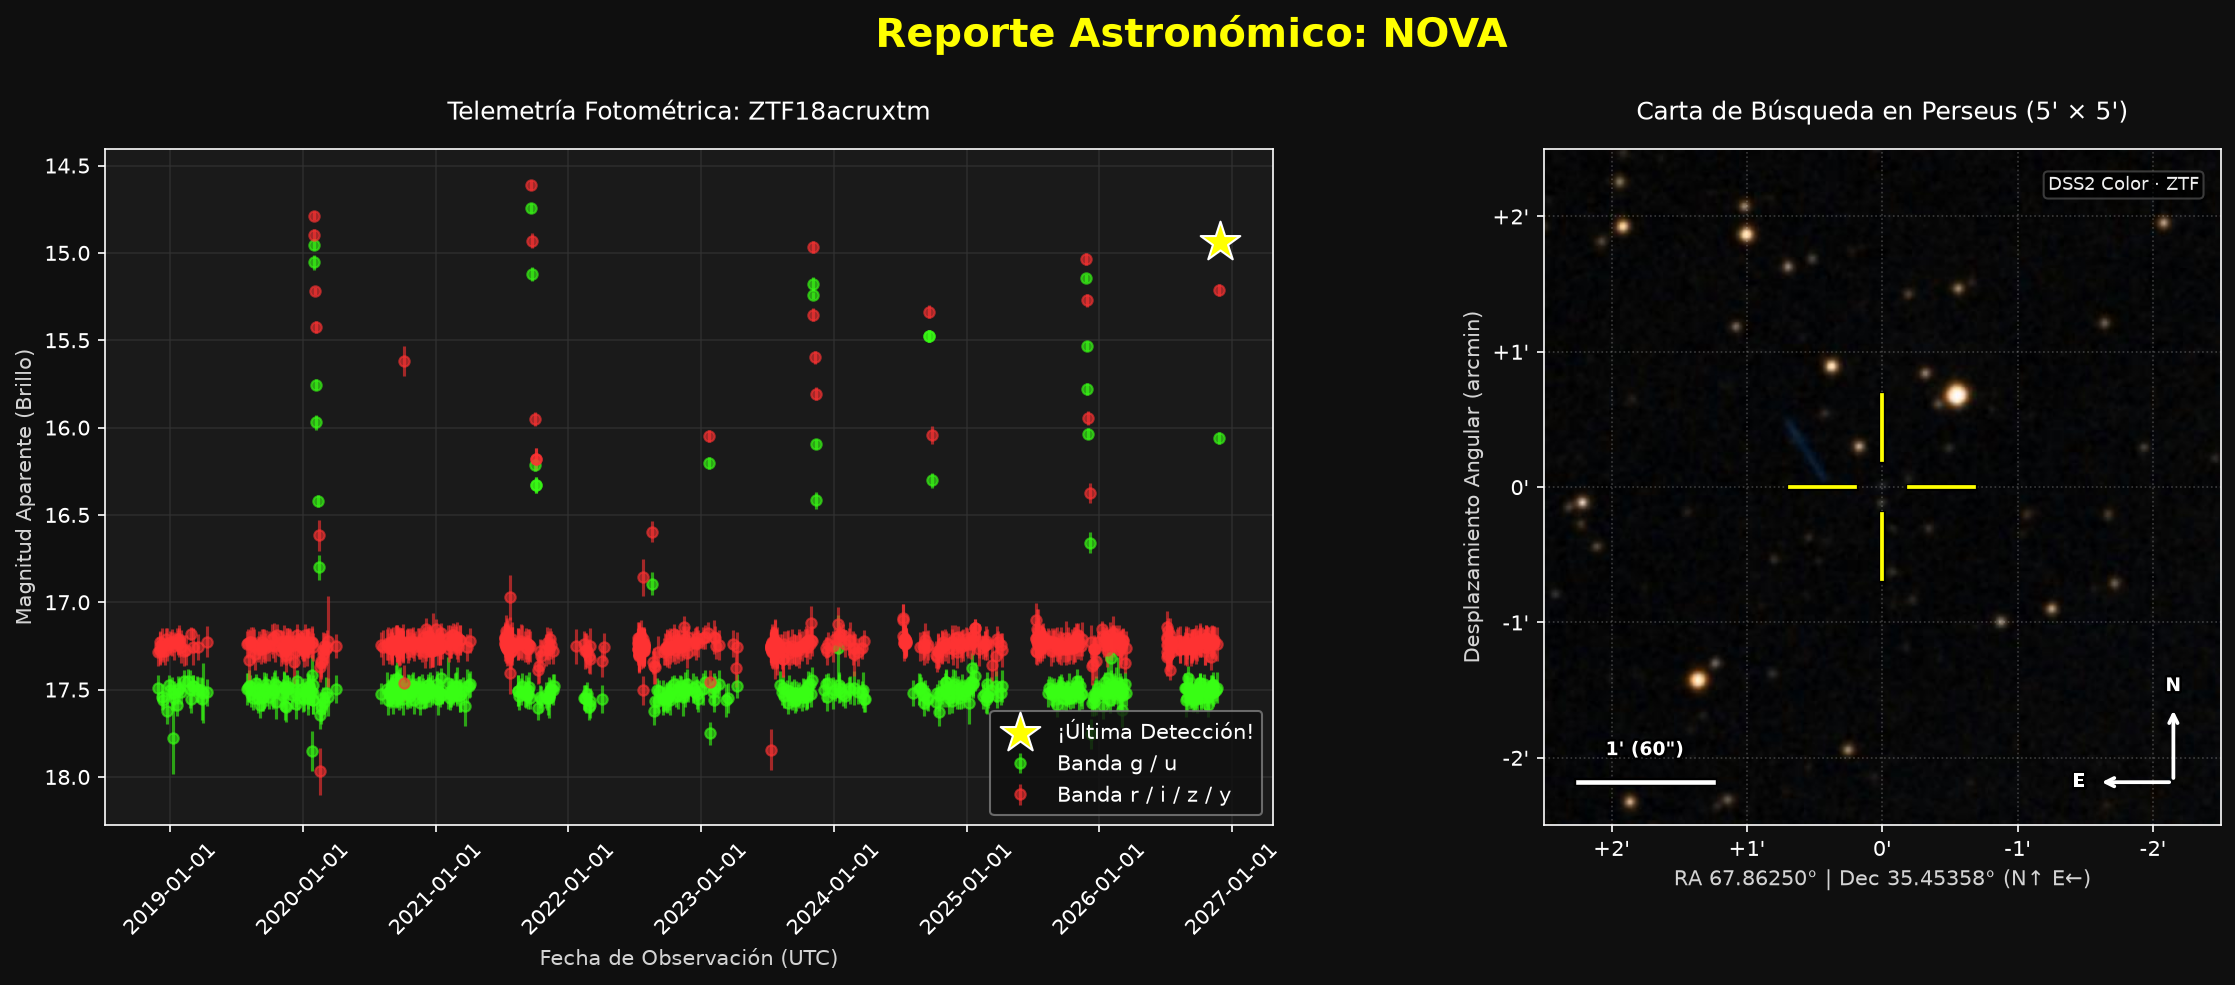 Reporte Astronómico: NOVA
Telemetría Fotométrica: ZTF18acruxtm
Magnitud Aparente (Brillo)
14.5
15.0
15.5
16.0
16.5
17.0
17.5
18.0
¡Última Detección!
Banda g / u
Banda r / i / z / y
2019-01-01
2020-01-01
2021-01-01
2022-01-01
2023-01-01
2024-01-01
2025-01-01
2026-01-01
2027-01-01
Fecha de Observación (UTC)
Carta de Búsqueda en Perseus (5' × 5')
DSS2 Color · ZTF
Desplazamiento Angular (arcmin)
+2'
+1'
0'
-1'
-2'
N
E
1' (60")
+2'
+1'
0'
-1'
-2'
RA 67.86250° | Dec 35.45358° (N↑ E←)